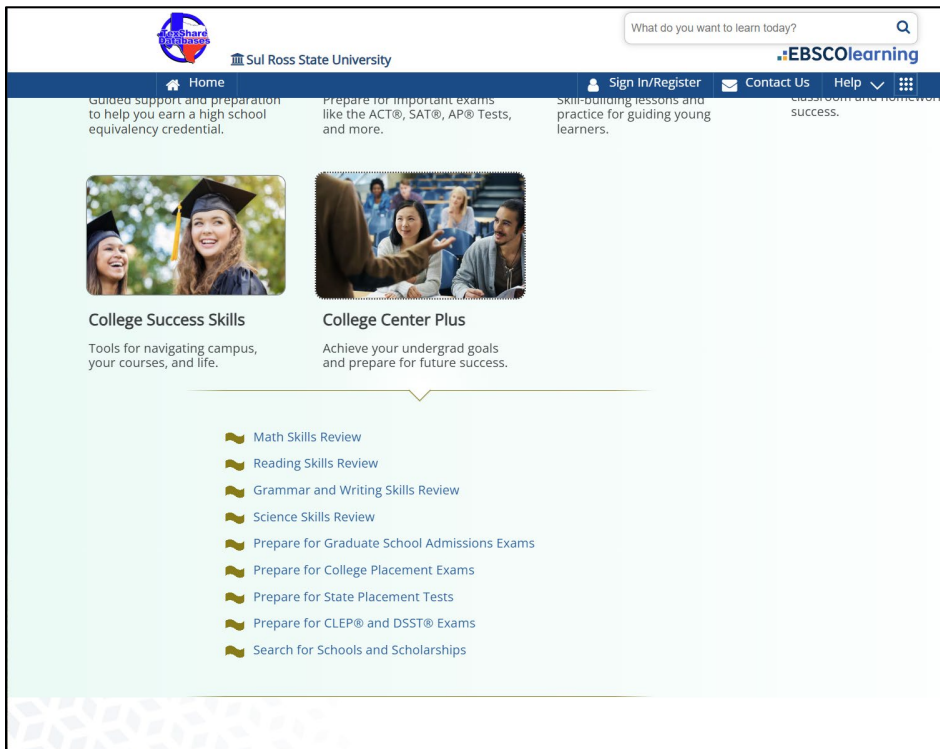 TexShare
Databases
Sul Ross State University
What do you want to learn today?
EBSCOlearning
Home
Sign In/Register
Contact Us
Help
Guided support and preparation
to help you earn a high school
equivalency credential.
Prepare for important exams
like the ACT®, SAT®, AP® Tests,
and more.
Skill-building lessons and
practice for guiding young
learners.
classroom and homework
success.
College Success Skills
Tools for navigating campus,
your courses, and life.
College Center Plus
Achieve your undergrad goals
and prepare for future success.
Math Skills Review
Reading Skills Review
Grammar and Writing Skills Review
Science Skills Review
Prepare for Graduate School Admissions Exams
Prepare for College Placement Exams
Prepare for State Placement Tests
Prepare for CLEP® and DSST® Exams
Search for Schools and Scholarships